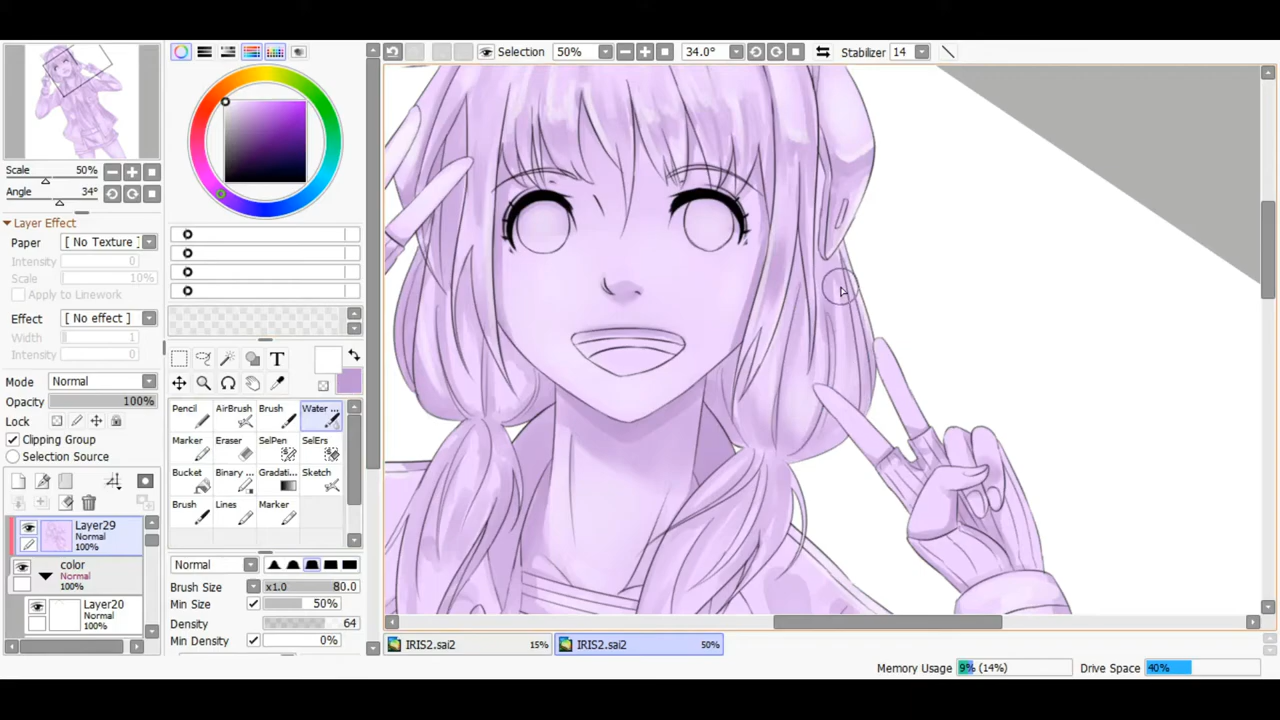 Selection 50% 34.0° Stabilizer 14
Scale 50%
Angle 34°
Layer Effect
Paper [ No Texture ]
Intensity 0
Scale 10%
Apply to Linework
Effect [ No effect ]
Width 1
Intensity 0
Mode Normal
Opacity 100%
Lock
Clipping Group
Selection Source
Layer29
Normal
100%
color
Normal
100%
Layer20
Normal
100%
T
Pencil AirBrush Brush Water ...
Marker Eraser SelPen SelErs
Bucket Binary ... Gradati... Sketch
Brush Lines Marker
Normal
Brush Size x1.0 80.0
Min Size 50%
Density 64
Min Density 0%
IRIS2.sai2 15% IRIS2.sai2 50%
Memory Usage 9% (14%) Drive Space 40%